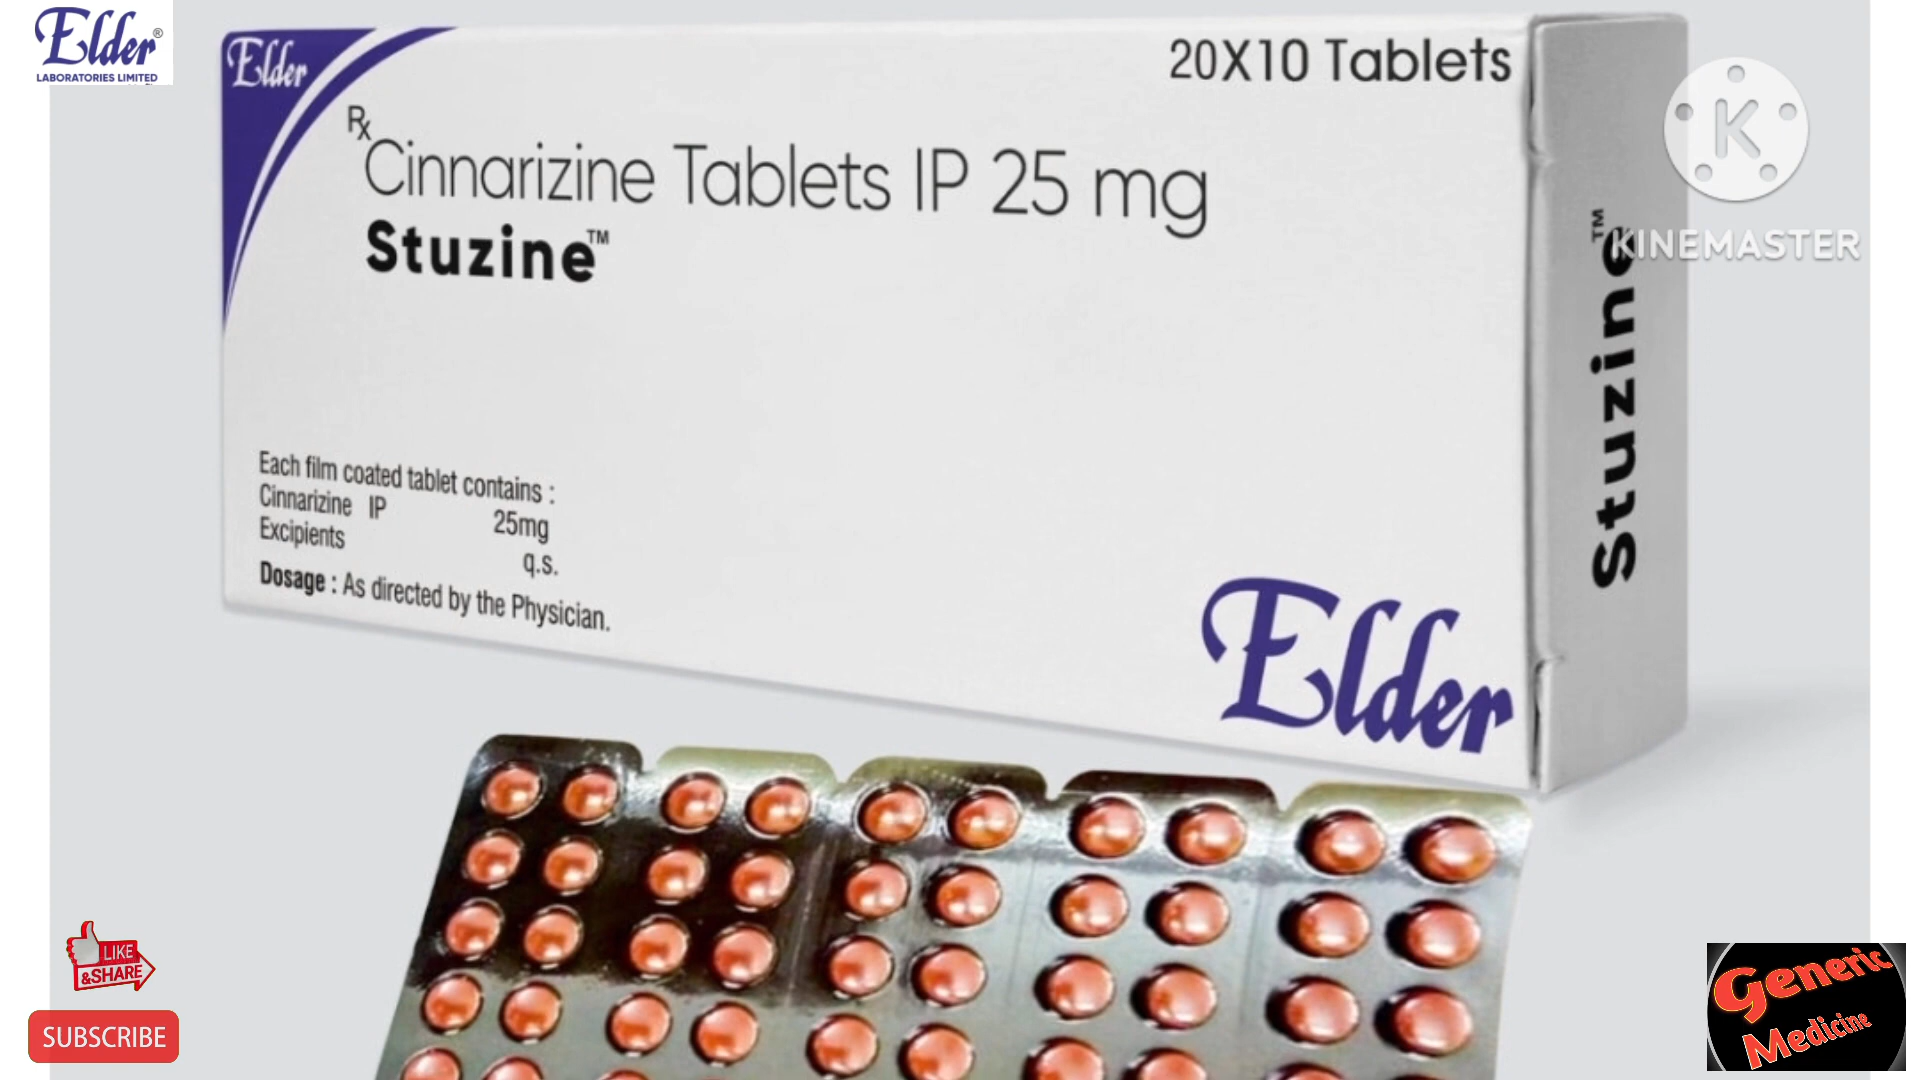 Elder®
LABORATORIES LIMITED
Elder
20X10 Tablets
Rx
Cinnarizine Tablets IP 25 mg
Stuzine™
Each film coated tablet contains :
Cinnarizine IP 25mg
Excipients q.s.
Dosage : As directed by the Physician.
Elder
Stuzine™
K
KINEMASTER
LIKE
&SHARE
SUBSCRIBE
Generic
Medicine